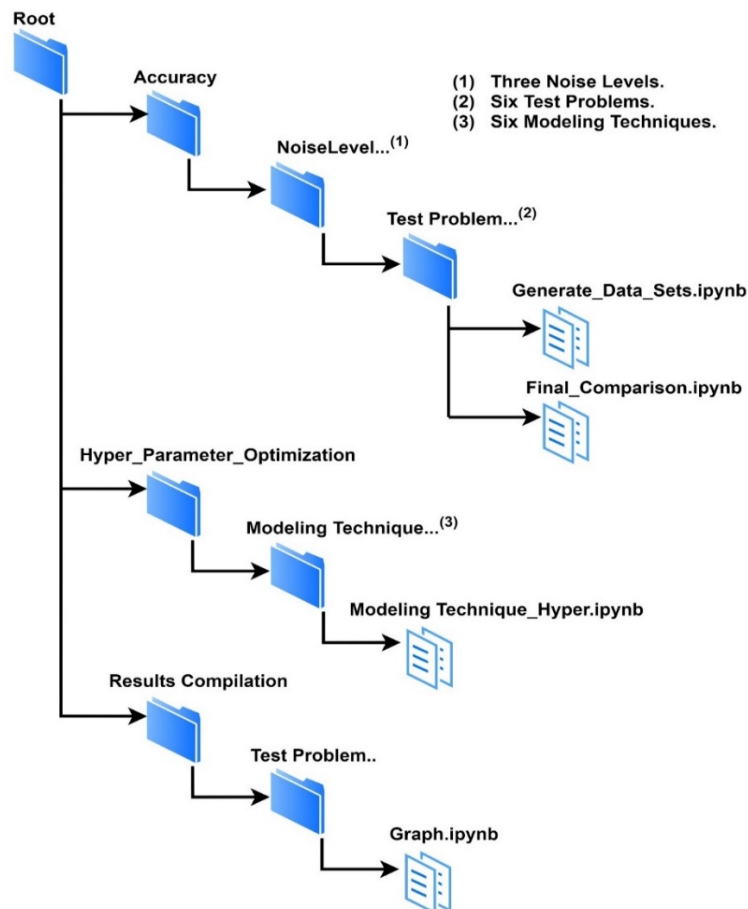 Root
Accuracy
(1) Three Noise Levels.
(2) Six Test Problems.
(3) Six Modeling Techniques.
NoiseLevel...(1)
Test Problem...(2)
Generate_Data_Sets.ipynb
Final_Comparison.ipynb
Hyper_Parameter_Optimization
Modeling Technique...(3)
Modeling Technique_Hyper.ipynb
Results Compilation
Test Problem..
Graph.ipynb